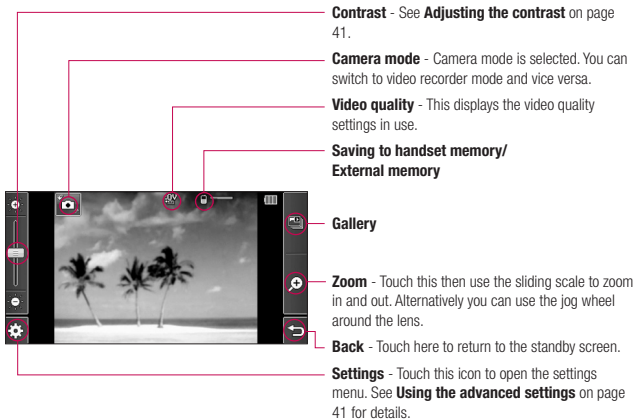 Contrast - See Adjusting the contrast on page
41.
Camera mode - Camera mode is selected. You can
switch to video recorder mode and vice versa.
Video quality - This displays the video quality
settings in use.
Saving to handset memory/
External memory
Gallery
Zoom - Touch this then use the sliding scale to zoom
in and out. Alternatively you can use the jog wheel
around the lens.
Back - Touch here to return to the standby screen.
Settings - Touch this icon to open the settings
menu. See Using the advanced settings on page
41 for details.